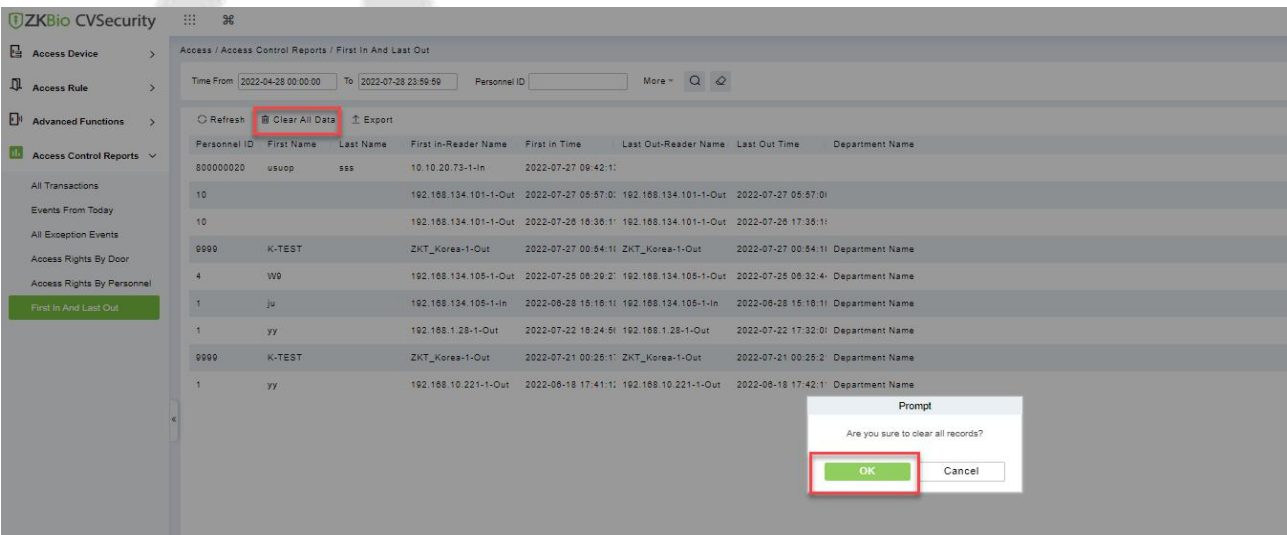 ZKBio CVSecurity
Access Device
Access Rule
Advanced Functions
Access Control Reports
All Transactions
Events From Today
All Exception Events
Access Rights By Door
Access Rights By Personnel
First In And Last Out
Access / Access Control Reports / First In And Last Out
Time From 2022-04-28 00:00:00 To 2022-07-28 23:59:59 Personnel ID More
Refresh Clear All Data Export
Personnel ID First Name Last Name First in-Reader Name First in Time Last Out-Reader Name Last Out Time Department Name
800000020 usuop sss 10.10.20.73-1-In 2022-07-27 09:42:1
10 192.168.134.101-1-Out 2022-07-27 05:57:0 192.168.134.101-1-Out 2022-07-27 05:57:0
10 192.168.134.101-1-Out 2022-07-26 16:36:1 192.168.134.101-1-Out 2022-07-26 17:35:1
9999 K-TEST ZKT_Korea-1-Out 2022-07-27 00:54:1 ZKT_Korea-1-Out 2022-07-27 00:54:1 Department Name
4 W9 192.168.134.105-1-Out 2022-07-25 06:29:2 192.168.134.105-1-Out 2022-07-25 06:32:4 Department Name
1 ju 192.168.134.105-1-In 2022-06-28 15:16:1 192.168.134.105-1-In 2022-06-28 15:16:1 Department Name
1 yy 192.168.1.28-1-Out 2022-07-22 16:24:5 192.168.1.28-1-Out 2022-07-22 17:32:0 Department Name
9999 K-TEST ZKT_Korea-1-Out 2022-07-21 00:25:1 ZKT_Korea-1-Out 2022-07-21 00:25:2 Department Name
1 yy 192.168.10.221-1-Out 2022-06-18 17:41:1 192.168.10.221-1-Out 2022-06-18 17:42:1 Department Name
Prompt
Are you sure to clear all records?
OK Cancel